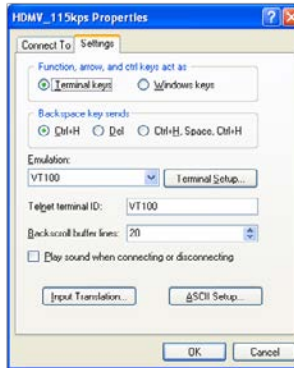 HDMV_115kps Properties
Connect To Settings
Function, arrow, and ctrl keys act as
Terminal keys Windows keys
Backspace key sends
Ctrl+H Del Ctrl+H, Space, Ctrl+H
Emulation:
VT100 Terminal Setup...
Telnet terminal ID: VT100
Backscroll buffer lines: 20
Play sound when connecting or disconnecting
Input Translation... ASCII Setup...
OK Cancel